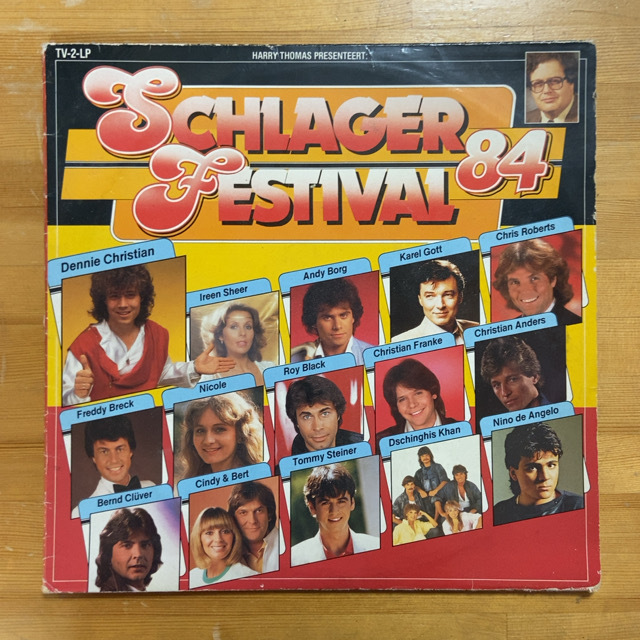 TV-2-LP
HARRY THOMAS PRESENTEERT:
SCHLAGER
FESTIVAL 84
Dennie Christian
Ireen Sheer
Andy Borg
Karel Gott
Chris Roberts
Freddy Breck
Nicole
Roy Black
Christian Franke
Christian Anders
Bernd Clüver
Cindy & Bert
Tommy Steiner
Dschinghis Khan
Nino de Angelo